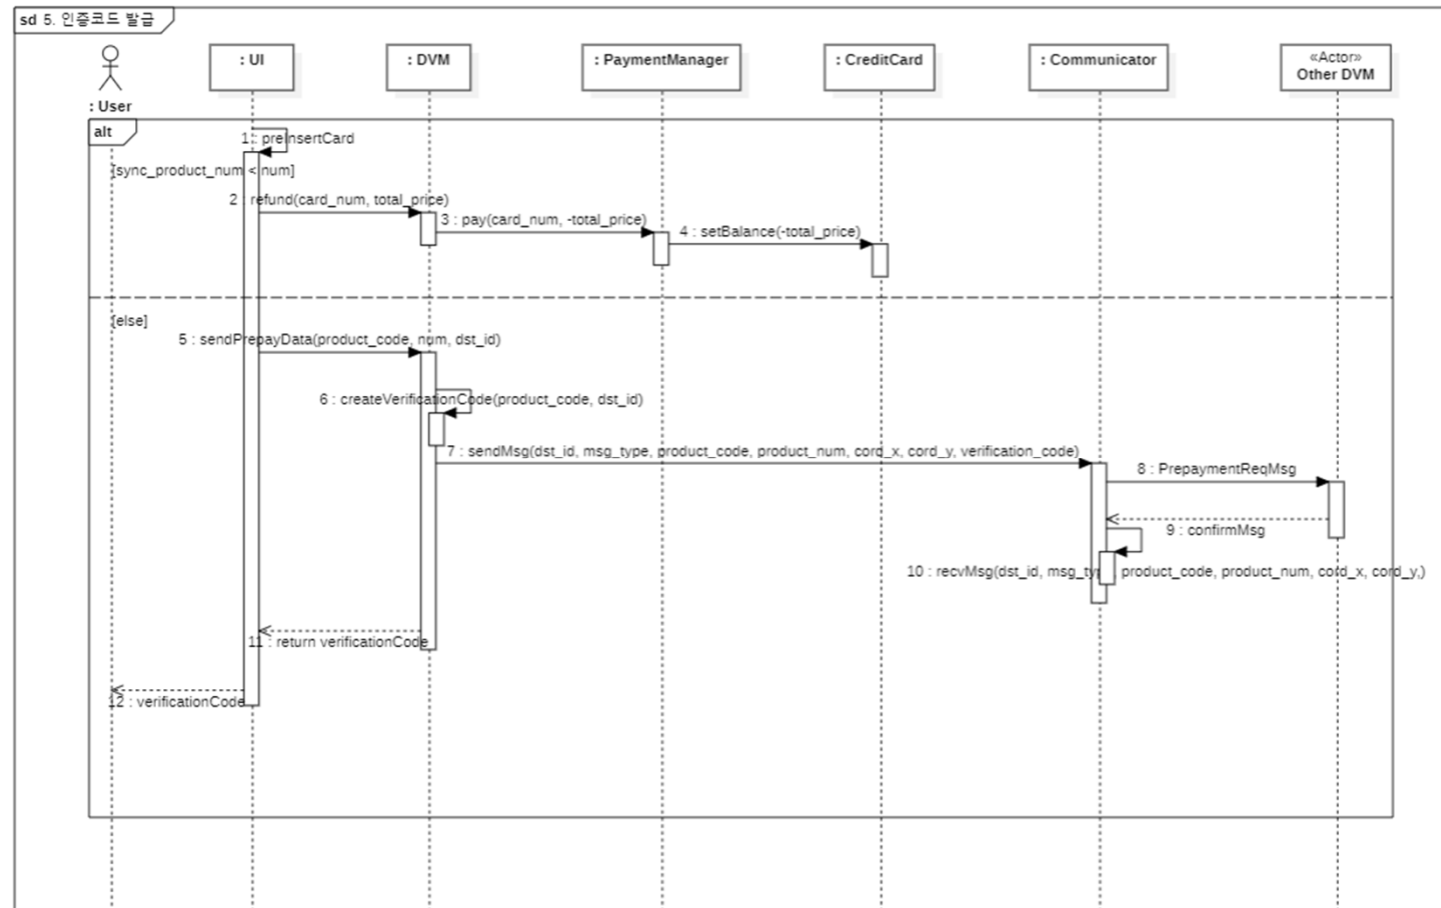 sd 5. 인증코드 발급
: User
: UI
: DVM
: PaymentManager
: CreditCard
: Communicator
«Actor»
Other DVM
alt
1 : preInsertCard
[sync_product_num < num]
2 : refund(card_num, total_price)
3 : pay(card_num, -total_price)
4 : setBalance(-total_price)
[else]
5 : sendPrepayData(product_code, num, dst_id)
6 : createVerificationCode(product_code, dst_id)
7 : sendMsg(dst_id, msg_type, product_code, product_num, cord_x, cord_y, verification_code)
8 : PrepaymentReqMsg
9 : confirmMsg
10 : recvMsg(dst_id, msg_type, product_code, product_num, cord_x, cord_y,)
11 : return verificationCode
12 : verificationCode